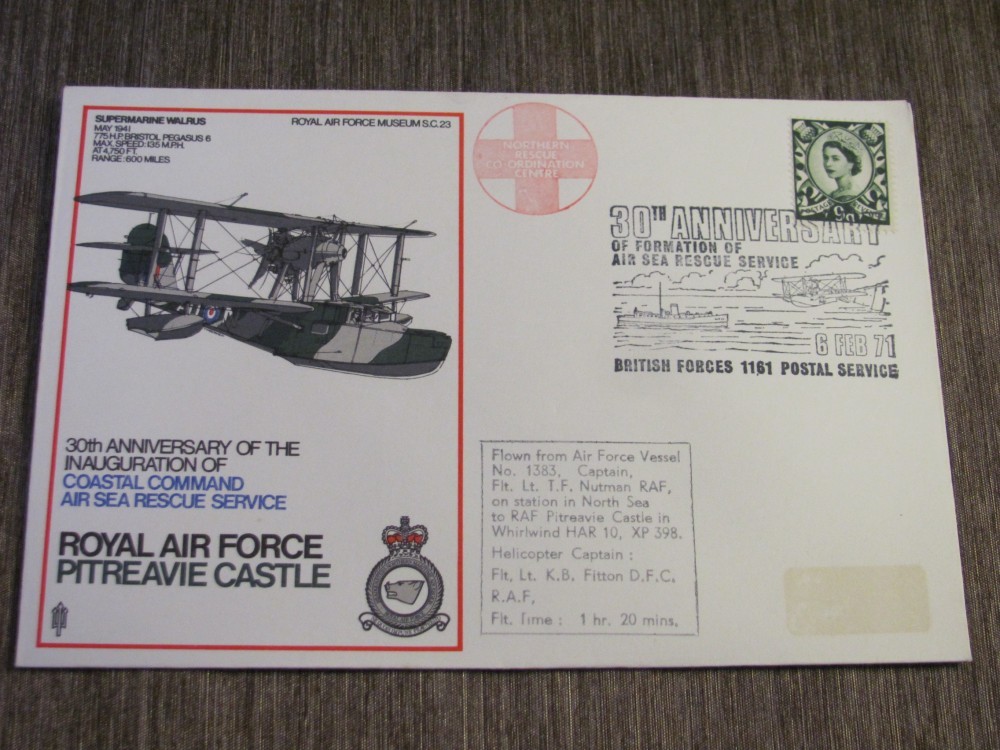 SUPERMARINE WALRUS
MAY 1941
775 H.P. BRISTOL PEGASUS 6
MAX. SPEED: 135 M.P.H.
AT 4,750 FT.
RANGE: 600 MILES
ROYAL AIR FORCE MUSEUM S.C. 23
30th ANNIVERSARY OF THE
INAUGURATION OF
COASTAL COMMAND
AIR SEA RESCUE SERVICE
ROYAL AIR FORCE
PITREAVIE CASTLE
NORTHERN
RESCUE
CO-ORDINATION
CENTRE
9d
30TH ANNIVERSARY
OF FORMATION OF
AIR SEA RESCUE SERVICE
6 FEB 71
BRITISH FORCES 1161 POSTAL SERVICE
Flown from Air Force Vessel
No. 1383, Captain,
Flt. Lt. T.F. Nutman RAF,
on station in North Sea
to RAF Pitreavie Castle in
Whirlwind HAR 10, XP 398.
Helicopter Captain :
Flt, Lt. K.B, Fitton D.F.C,
R.A.F,
Flt. Time : 1 hr. 20 mins,